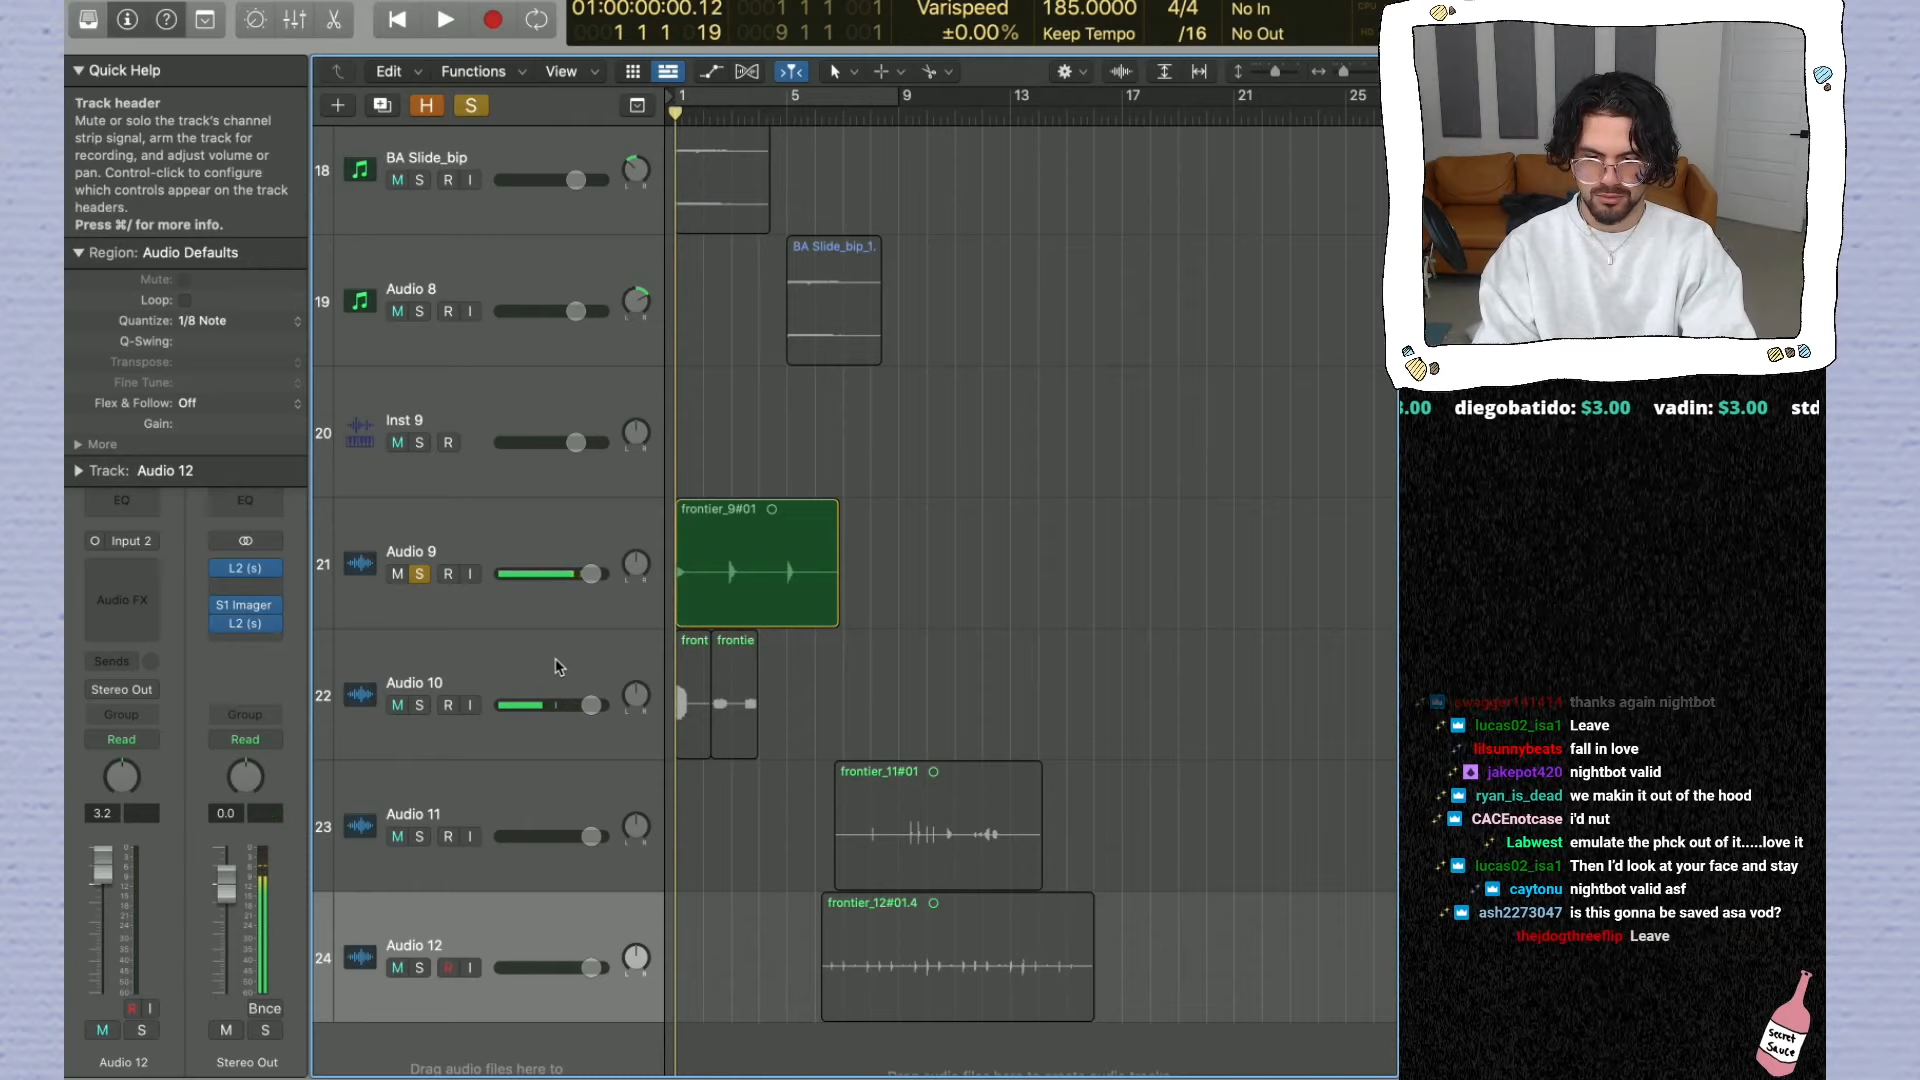 01:00:00:00.12
1 1 1 019
0009 1 1 001
Varispeed
±0.00%
185.0000
Keep Tempo
4/4
/16
No In
No Out
CPU
HD
Quick Help
Track header
Mute or solo the track's channel
strip signal, arm the track for
recording, and adjust volume or
pan. Control-click to configure
which controls appear on the track
headers.
Press ⌘/ for more info.
Region: Audio Defaults
Mute:
Loop:
Quantize: 1/8 Note
Q-Swing:
Transpose:
Fine Tune:
Flex & Follow: Off
Gain:
More
Track: Audio 12
EQ
EQ
Input 2
L2 (s)
Audio FX
S1 Imager
L2 (s)
Sends
Stereo Out
Group
Group
Read
Read
3.2
0.0
R I
Bnce
M S
M S
Audio 12
Stereo Out
Edit
Functions
View
H
S
1
5
9
13
17
21
25
18
BA Slide_bip
M S R I
19
Audio 8
M S R I
BA Slide_bip_1.
20
Inst 9
M S R
21
Audio 9
M S R I
frontier_9#01
22
Audio 10
M S R I
front
frontie
23
Audio 11
M S R I
frontier_11#01
24
Audio 12
M S R I
frontier_12#01.4
Drag audio files here to
3.00 diegobatido: $3.00 vadin: $3.00 std
swagger141414 thanks again nightbot
lucas02_isa1 Leave
lilsunnybeats fall in love
jakepot420 nightbot valid
ryan_is_dead we makin it out of the hood
CACEnotcase i'd nut
Labwest emulate the phck out of it.....love it
lucas02_isa1 Then I'd look at your face and stay
caytonu nightbot valid asf
ash2273047 is this gonna be saved asa vod?
thejdogthreeflip Leave
Secret
Sauce